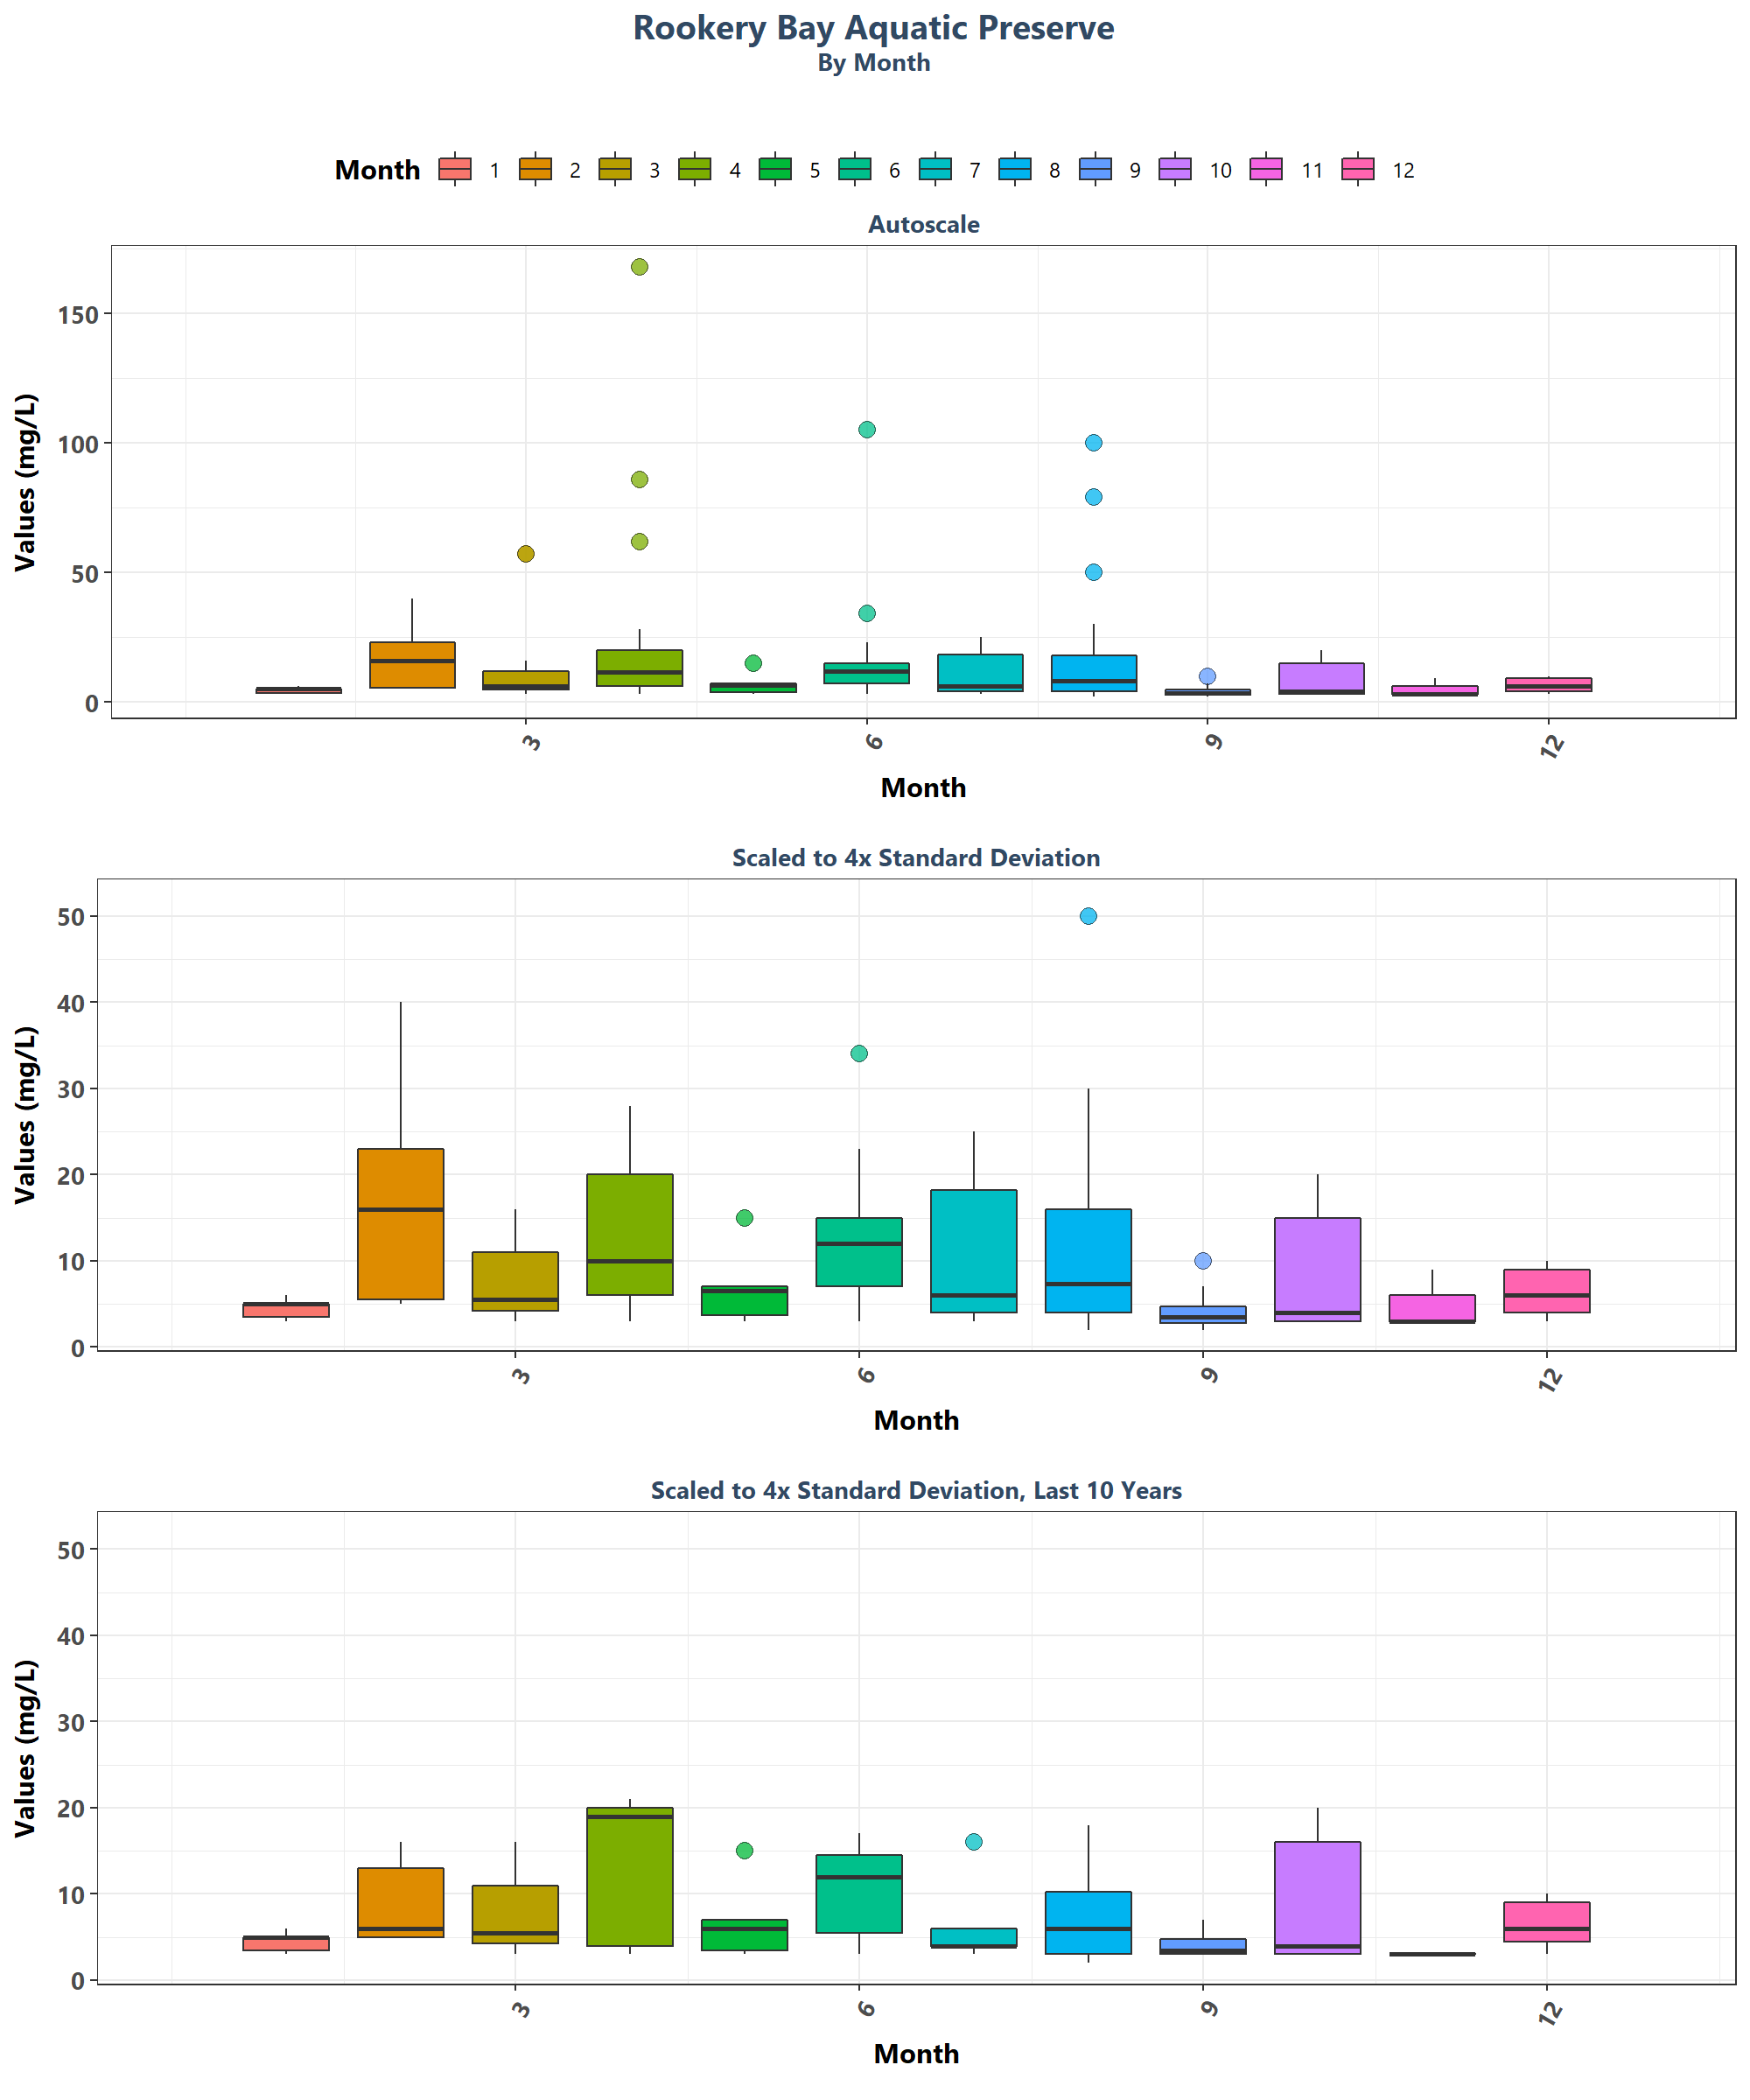 Rookery Bay Aquatic Preserve
By Month
Month 1 2 3 4 5 6 7 8 9 10 11 12
Autoscale
Values (mg/L)
150
100
50
0
3 6 9 12
Month
Scaled to 4x Standard Deviation
Values (mg/L)
50
40
30
20
10
0
3 6 9 12
Month
Scaled to 4x Standard Deviation, Last 10 Years
Values (mg/L)
50
40
30
20
10
0
3 6 9 12
Month